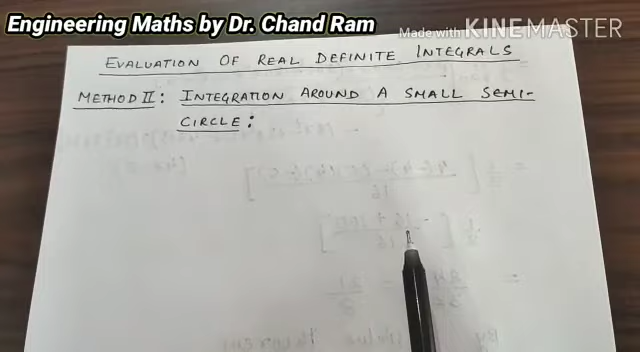 Engineering Maths by Dr. Chand Ram
Made with KINEMASTER
EVALUATION OF REAL DEFINITE INTEGRALS
METHOD II: INTEGRATION AROUND A SMALL SEMI-
CIRCLE: